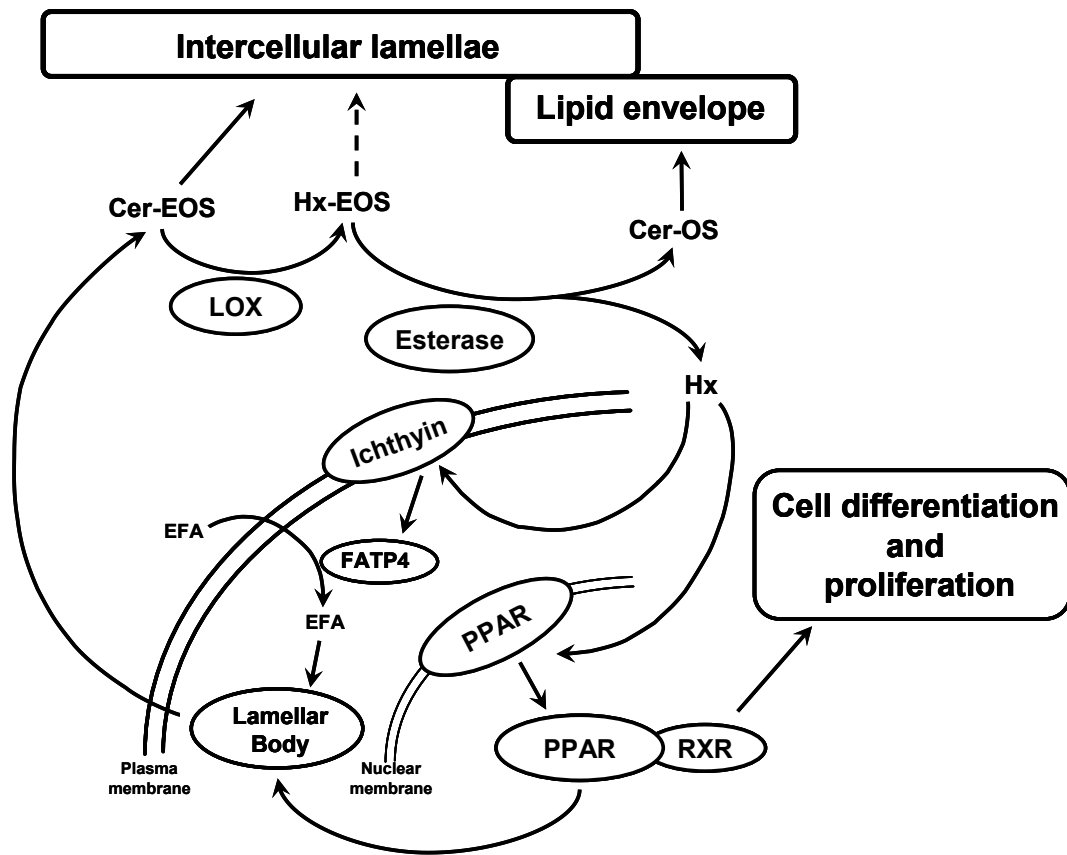 Intercellular lamellae
Lipid envelope
Cer-EOS
Hx-EOS
Cer-OS
LOX
Esterase
Hx
Ichthyin
Cell differentiation
and
proliferation
EFA
FATP4
EFA
PPAR
Lamellar
Body
PPAR
RXR
Plasma
membrane
Nuclear
membrane